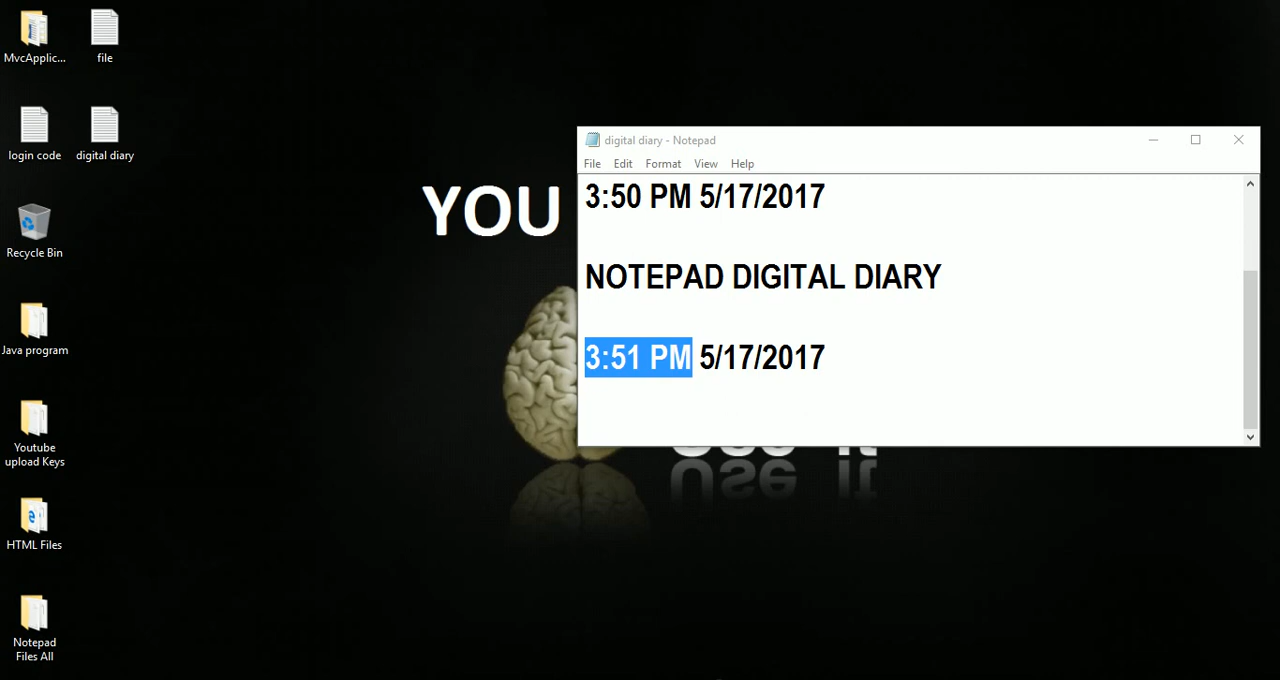 MvcApplic...
file
login code
digital diary
Recycle Bin
Java program
Youtube
upload Keys
HTML Files
Notepad
Files All
YOU
digital diary - Notepad
File Edit Format View Help
3:50 PM 5/17/2017
NOTEPAD DIGITAL DIARY
3:51 PM 5/17/2017